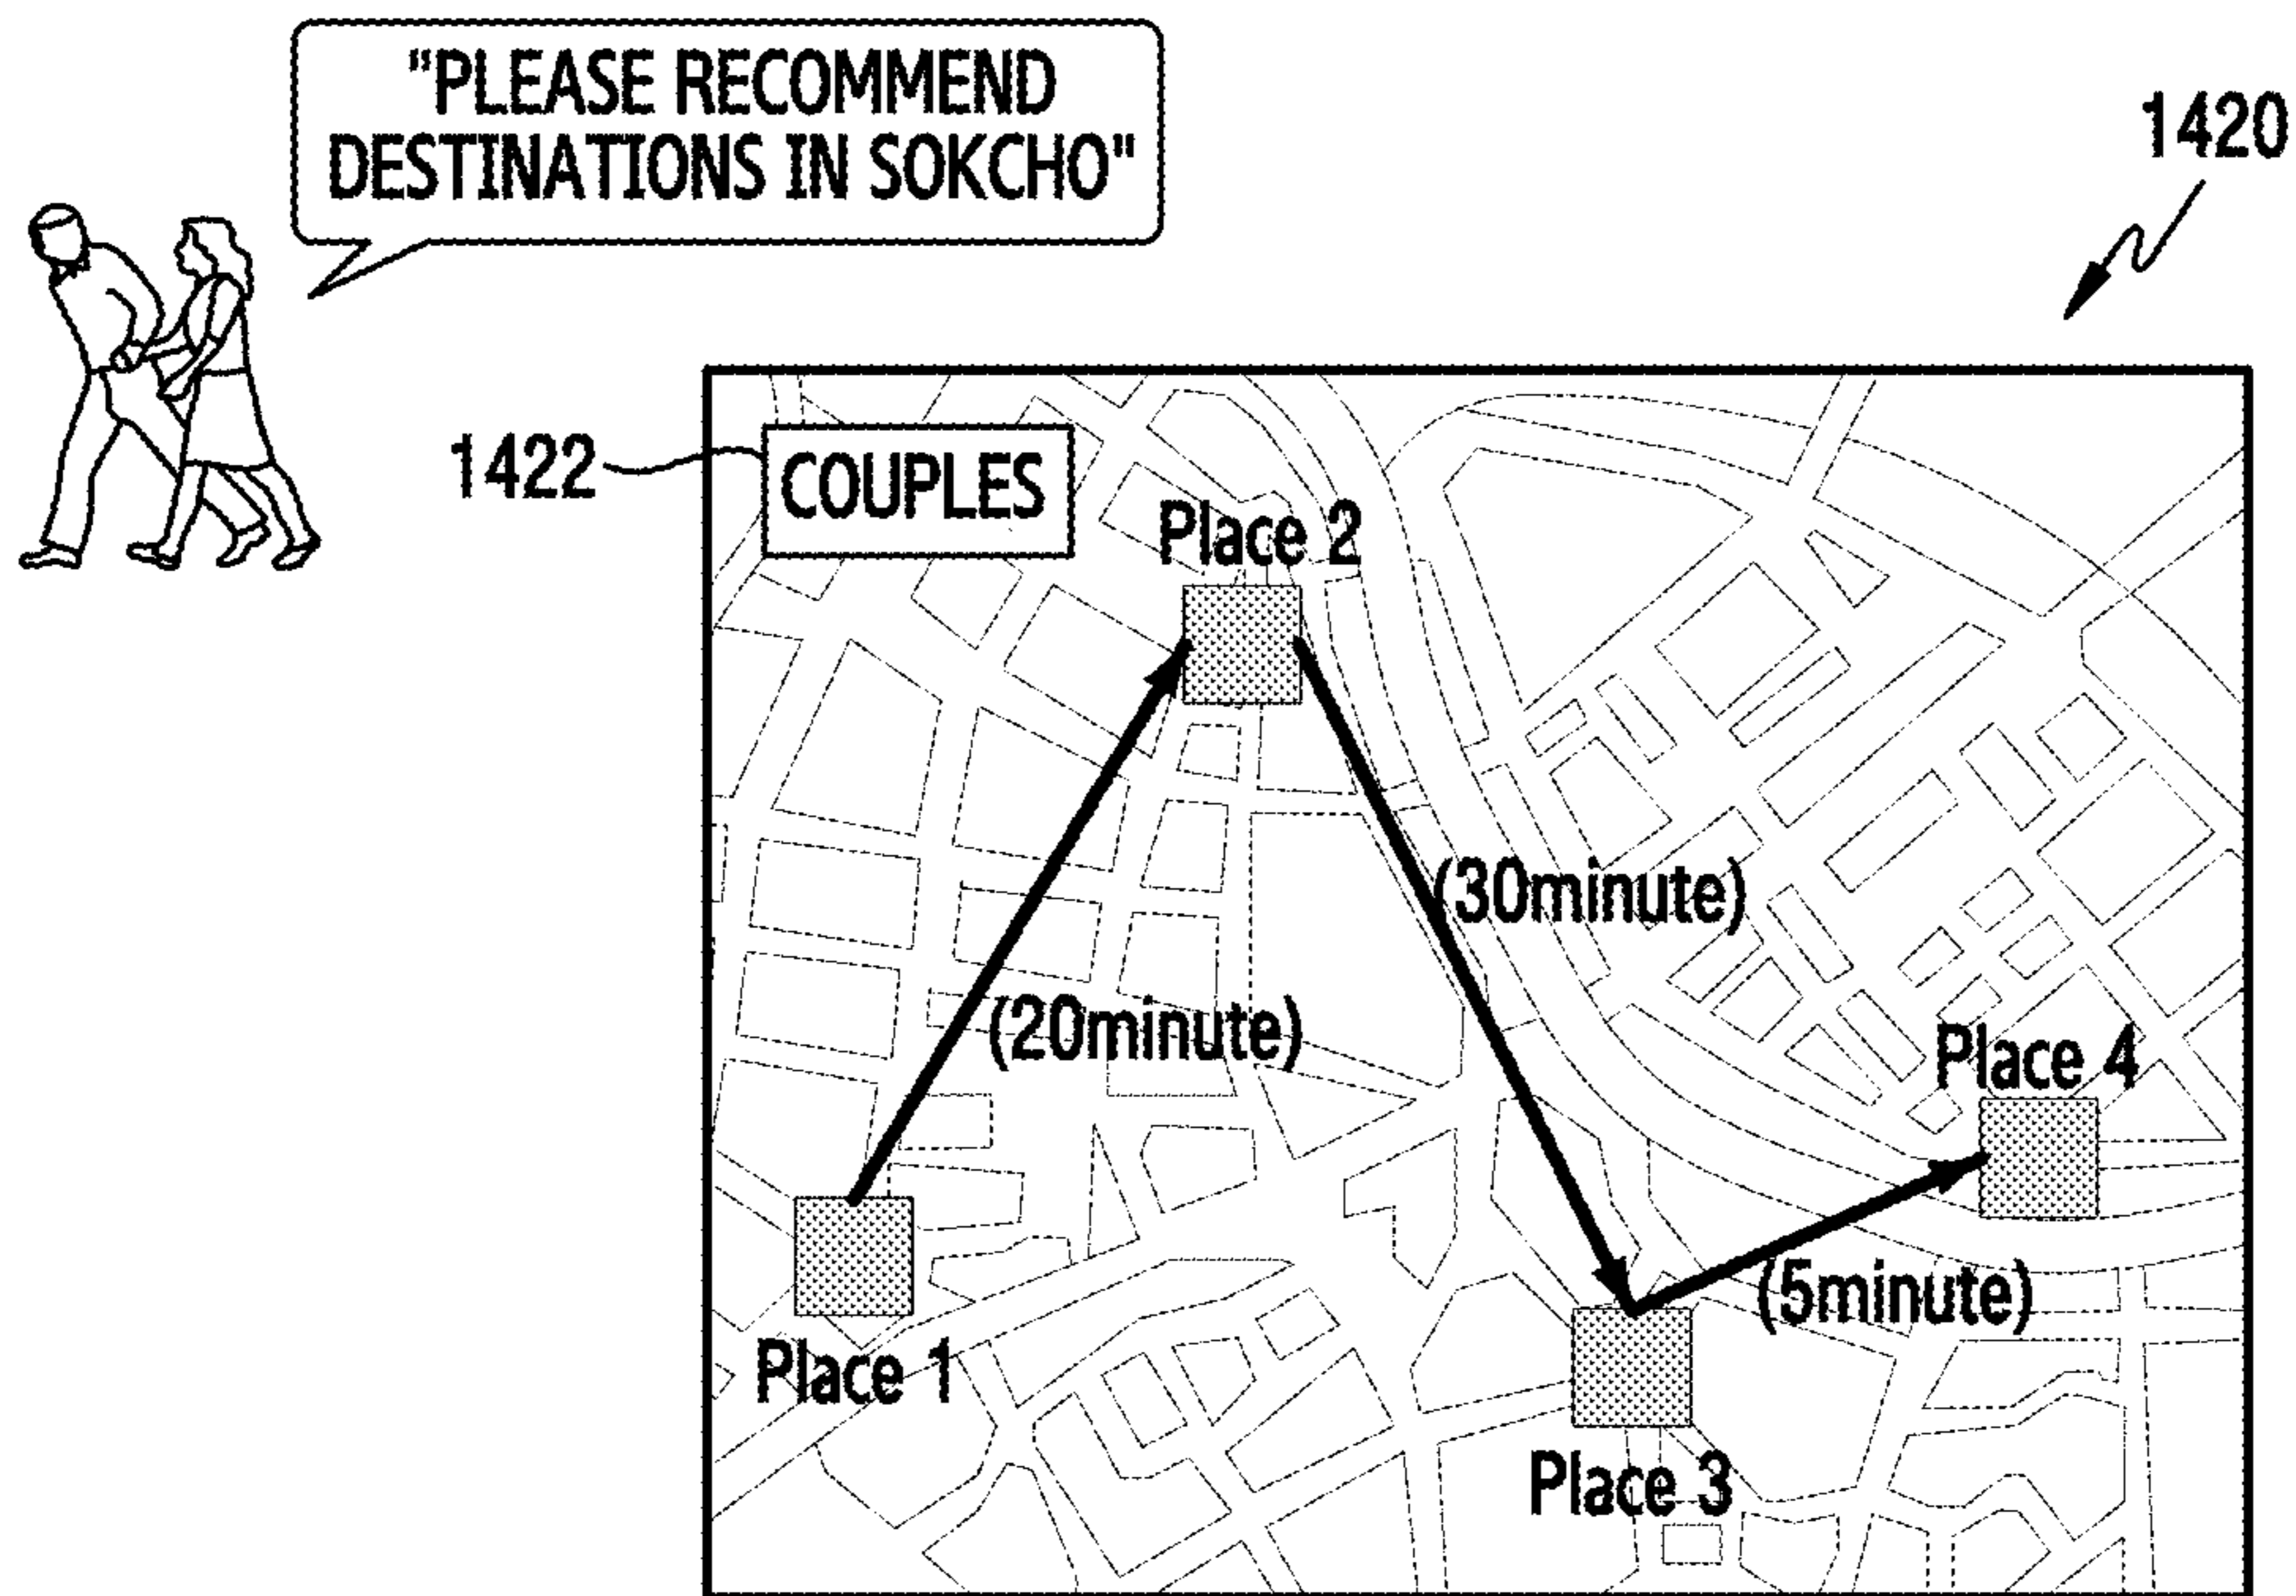 "PLEASE RECOMMEND
DESTINATIONS IN SOKCHO"
1420
1422
COUPLES
Place 2
(30minute)
(20minute)
Place 4
(5minute)
Place 1
Place 3